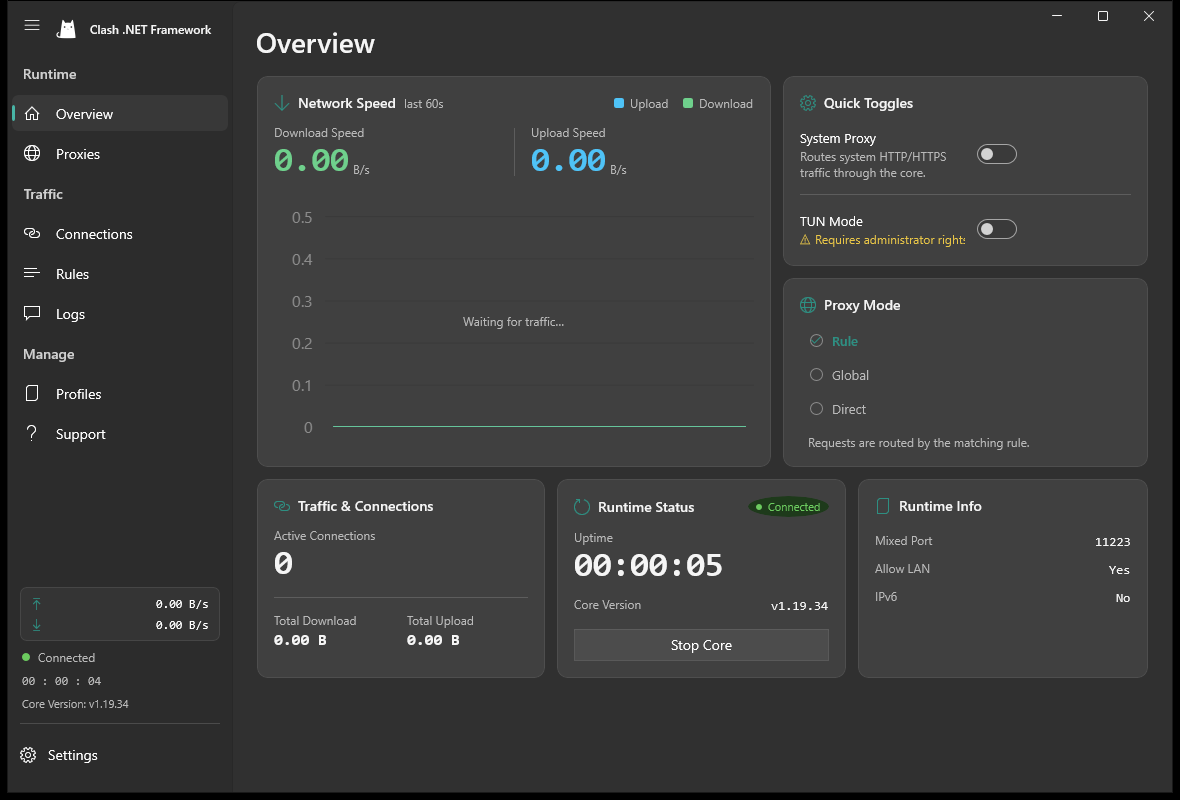 Clash .NET Framework
Runtime
Overview
Proxies
Traffic
Connections
Rules
Logs
Manage
Profiles
Support
0.00 B/s
0.00 B/s
Connected
00 : 00 : 04
Core Version: v1.19.34
Settings
Overview
Network Speed last 60s
Upload Download
Download Speed
0.00 B/s
Upload Speed
0.00 B/s
0.5
0.4
0.3
0.2
0.1
0
Waiting for traffic...
Quick Toggles
System Proxy
Routes system HTTP/HTTPS
traffic through the core.
TUN Mode
Requires administrator rights
Proxy Mode
Rule
Global
Direct
Requests are routed by the matching rule.
Traffic & Connections
Active Connections
0
Total Download
0.00 B
Total Upload
0.00 B
Runtime Status
Connected
Uptime
00:00:05
Core Version v1.19.34
Stop Core
Runtime Info
Mixed Port 11223
Allow LAN Yes
IPv6 No